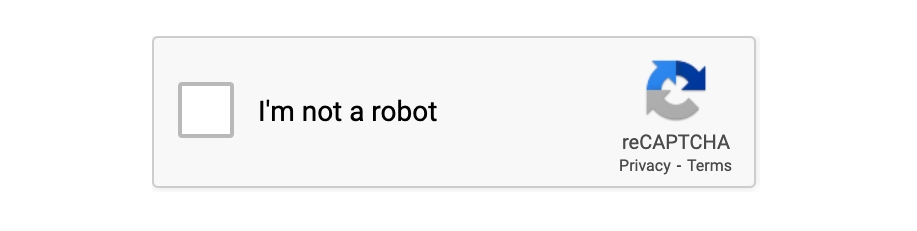 I'm not a robot
reCAPTCHA
Privacy - Terms